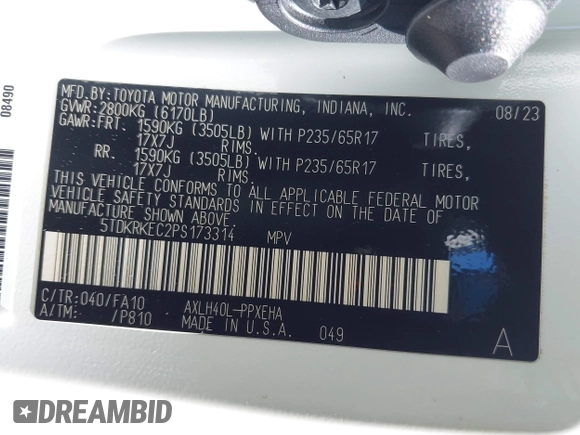 08490
MFD.BY:TOYOTA MOTOR MANUFACTURING, INDIANA, INC. 08/23
GVWR:2800KG (6170LB)
GAWR:FRT. 1590KG (3505LB) WITH P235/65R17 TIRES,
17X7J RIMS.
RR. 1590KG (3505LB) WITH P235/65R17 TIRES,
17X7J RIMS.
THIS VEHICLE CONFORMS TO ALL APPLICABLE FEDERAL MOTOR
VEHICLE SAFETY STANDARDS IN EFFECT ON THE DATE OF
MANUFACTURE SHOWN ABOVE.
5TDKRKEC2PS173314 MPV
C/TR:040/FA10 AXLH40L-PPXEHA
A/TM: /P810 MADE IN U.S.A. 049 A
DREAMBID